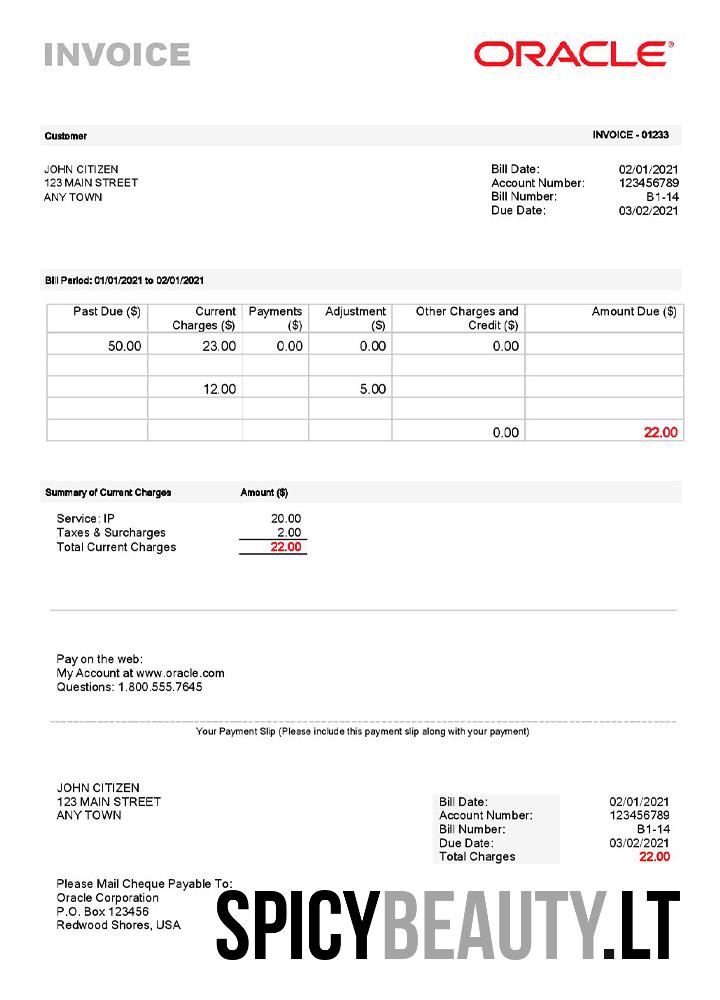 INVOICE
ORACLE®
Customer INVOICE - 01233
JOHN CITIZEN Bill Date: 02/01/2021
123 MAIN STREET Account Number: 123456789
ANY TOWN Bill Number: B1-14
Due Date: 03/02/2021
Bill Period: 01/01/2021 to 02/01/2021
Past Due ($) Current Payments Adjustment Other Charges and Amount Due ($)
Charges ($) ($) ($) Credit ($)
50.00 23.00 0.00 0.00 0.00
12.00 5.00
0.00 22.00
Summary of Current Charges Amount ($)
Service: IP 20.00
Taxes & Surcharges 2.00
Total Current Charges 22.00
Pay on the web:
My Account at www.oracle.com
Questions: 1.800.555.7645
Your Payment Slip (Please include this payment slip along with your payment)
JOHN CITIZEN
123 MAIN STREET Bill Date: 02/01/2021
ANY TOWN Account Number: 123456789
Bill Number: B1-14
Due Date: 03/02/2021
Total Charges 22.00
Please Mail Cheque Payable To:
Oracle Corporation
P.O. Box 123456
Redwood Shores, USA
SPICYBEAUTY.LT